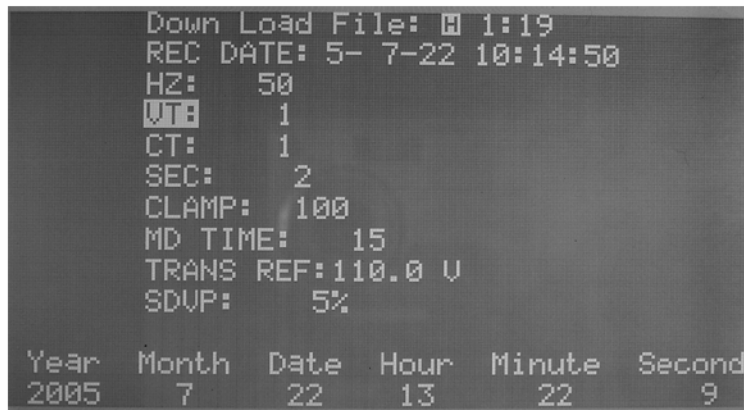 Down Load File: H 1:19
REC DATE: 5- 7-22 10:14:50
HZ: 50
VT: 1
CT: 1
SEC: 2
CLAMP: 100
MD TIME: 15
TRANS REF:110.0 V
SDVP: 5%
Year Month Date Hour Minute Second
2005 7 22 13 22 9